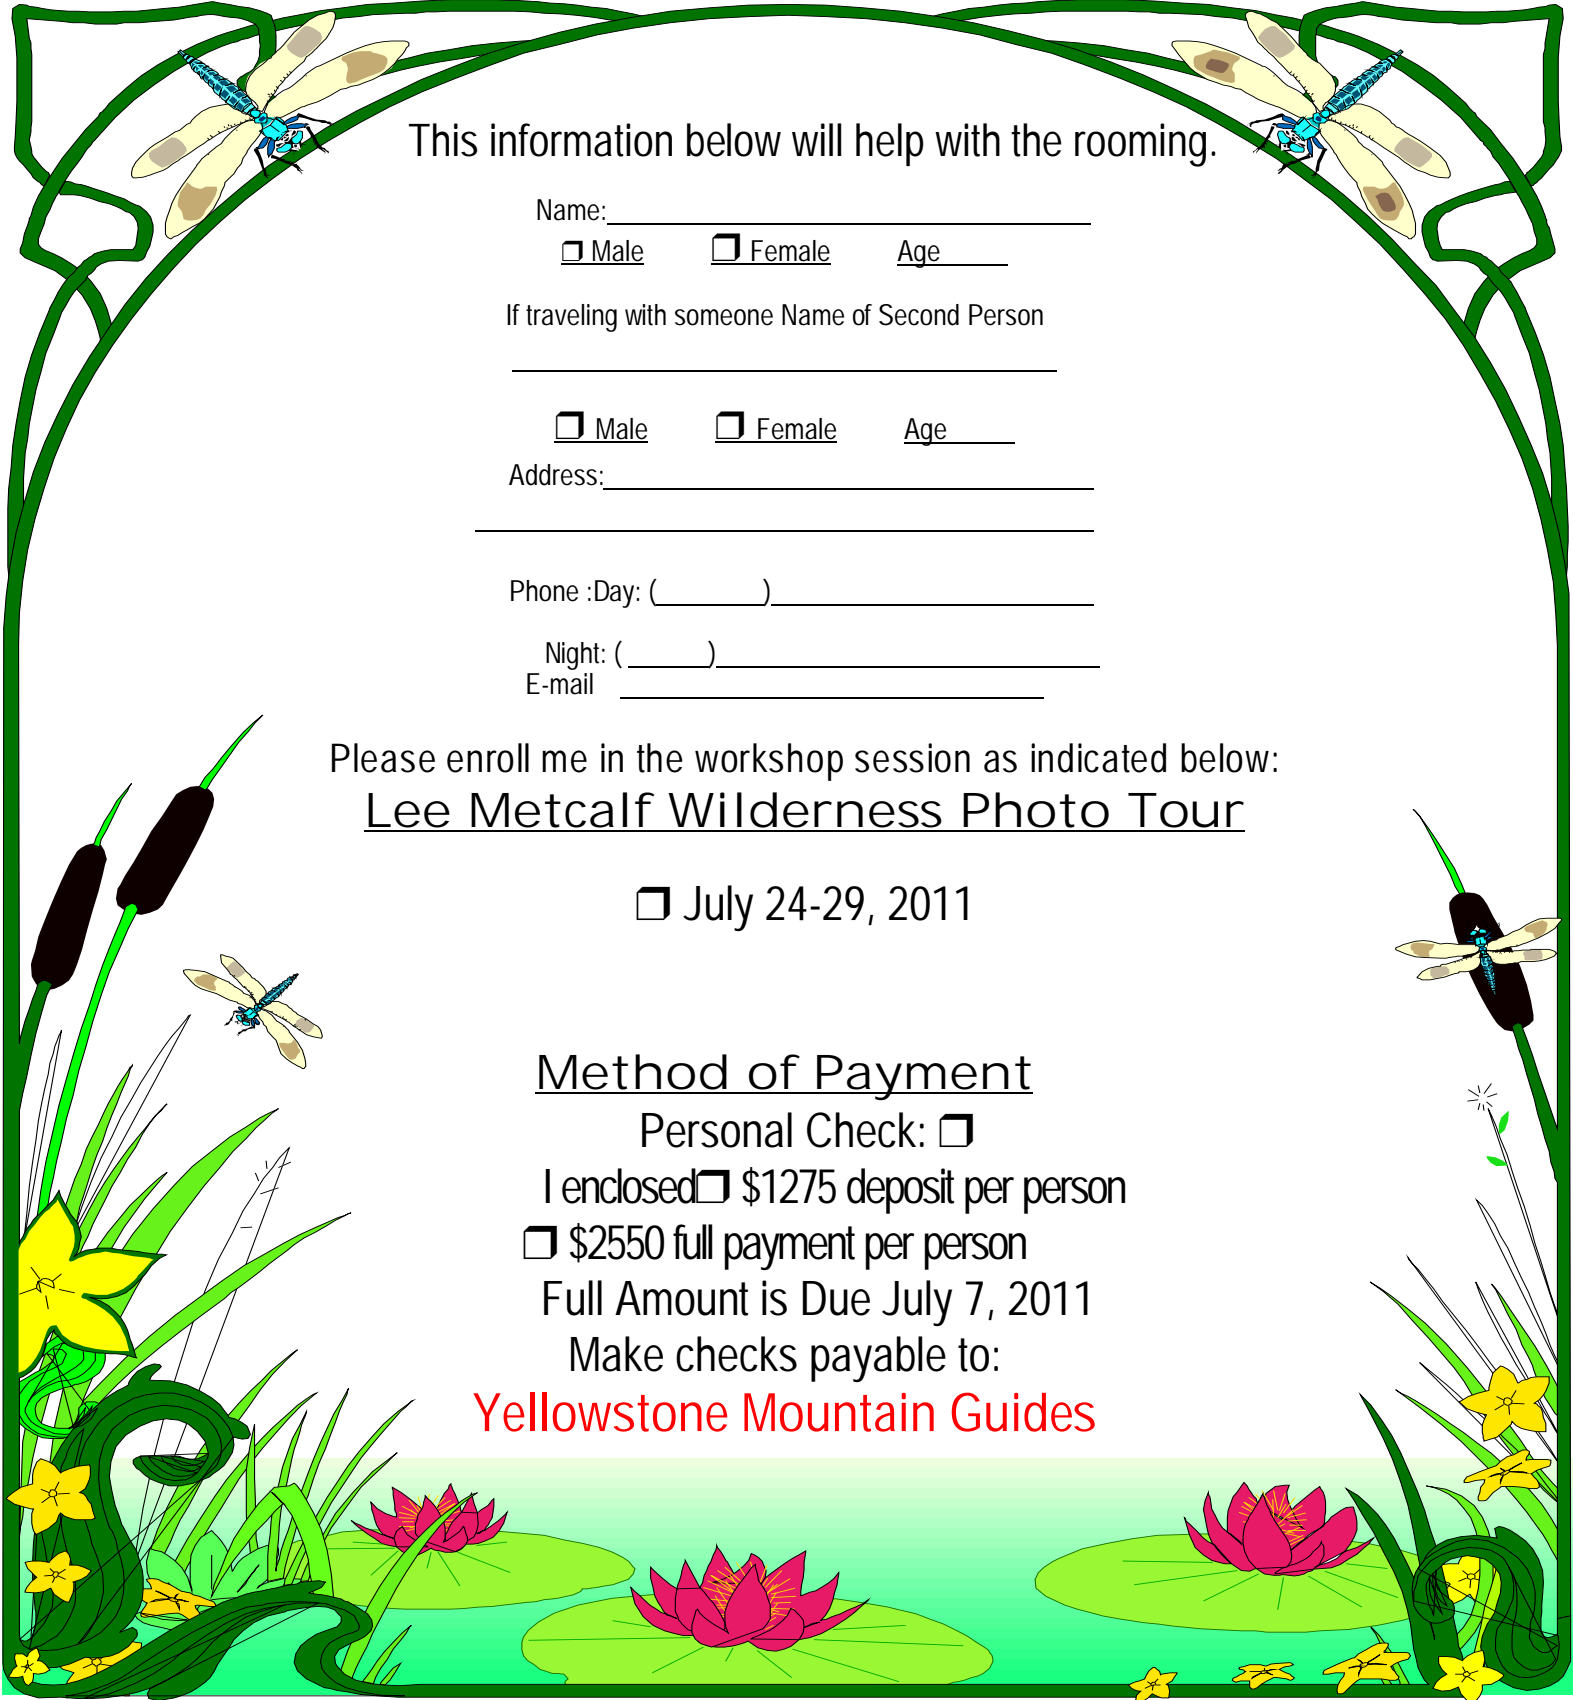 This information below will help with the rooming.
Name:
❒ Male ❒ Female Age
If traveling with someone Name of Second Person
❒ Male ❒ Female Age
Address:
Phone :Day: ( )
Night: ( )
E-mail
Please enroll me in the workshop session as indicated below:
Lee Metcalf Wilderness Photo Tour
❒ July 24-29, 2011
Method of Payment
Personal Check: ❒
I enclosed❒ $1275 deposit per person
❒ $2550 full payment per person
Full Amount is Due July 7, 2011
Make checks payable to:
Yellowstone Mountain Guides